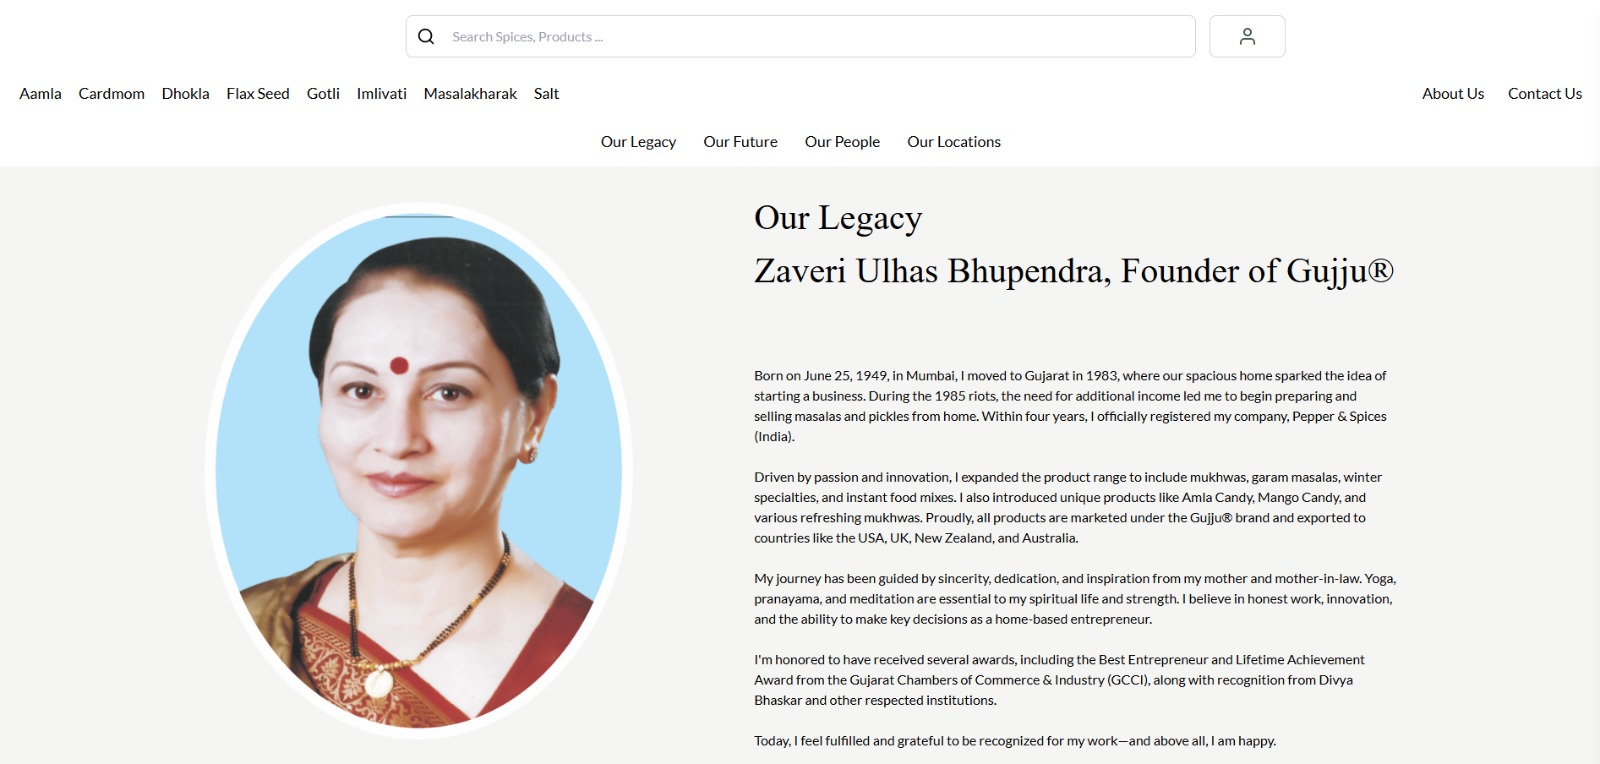 Search Spices, Products ...
Aamla Cardmom Dhokla Flax Seed Gotli Imlivati Masalakharak Salt About Us Contact Us
Our Legacy Our Future Our People Our Locations
Our Legacy
Zaveri Ulhas Bhupendra, Founder of Gujju®
Born on June 25, 1949, in Mumbai, I moved to Gujarat in 1983, where our spacious home sparked the idea of
starting a business. During the 1985 riots, the need for additional income led me to begin preparing and
selling masalas and pickles from home. Within four years, I officially registered my company, Pepper & Spices
(India).
Driven by passion and innovation, I expanded the product range to include mukhwas, garam masalas, winter
specialties, and instant food mixes. I also introduced unique products like Amla Candy, Mango Candy, and
various refreshing mukhwas. Proudly, all products are marketed under the Gujju® brand and exported to
countries like the USA, UK, New Zealand, and Australia.
My journey has been guided by sincerity, dedication, and inspiration from my mother and mother-in-law. Yoga,
pranayama, and meditation are essential to my spiritual life and strength. I believe in honest work, innovation,
and the ability to make key decisions as a home-based entrepreneur.
I'm honored to have received several awards, including the Best Entrepreneur and Lifetime Achievement
Award from the Gujarat Chambers of Commerce & Industry (GCCI), along with recognition from Divya
Bhaskar and other respected institutions.
Today, I feel fulfilled and grateful to be recognized for my work—and above all, I am happy.